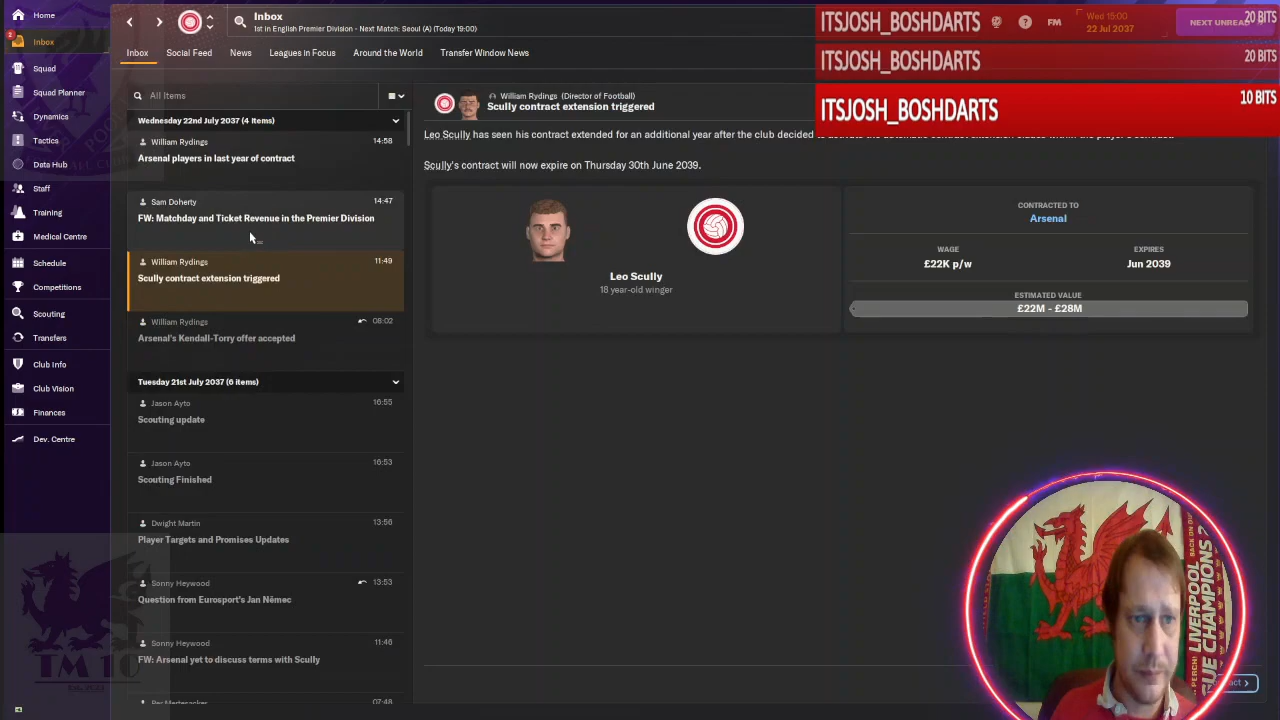 Home
Inbox
2
Squad
Squad Planner
Dynamics
Tactics
Data Hub
Staff
Training
Medical Centre
Schedule
Competitions
Scouting
Transfers
Club Info
Club Vision
Finances
Dev. Centre
Inbox
1st in English Premier Division - Next Match: Seoul (A) (Today 19:00)
FM
Wed 15:00
22 Jul 2037
NEXT UNREAD
ITSJOSH_BOSHDARTS
20 BITS
ITSJOSH_BOSHDARTS
20 BITS
ITSJOSH_BOSHDARTS
10 BITS
Inbox
Social Feed
News
Leagues in Focus
Around the World
Transfer Window News
All Items
Wednesday 22nd July 2037 (4 Items)
William Rydings
14:58
Arsenal players in last year of contract
Sam Doherty
14:47
FW: Matchday and Ticket Revenue in the Premier Division
William Rydings
11:49
Scully contract extension triggered
William Rydings
08:02
Arsenal's Kendall-Torry offer accepted
Tuesday 21st July 2037 (6 items)
Jason Ayto
16:55
Scouting update
Jason Ayto
16:53
Scouting Finished
Dwight Martin
13:56
Player Targets and Promises Updates
Sonny Heywood
13:53
Question from Eurosport's Jan Němec
Sonny Heywood
11:46
FW: Arsenal yet to discuss terms with Scully
Per Mertesacker
07:48
William Rydings (Director of Football)
Scully contract extension triggered
Leo Scully has seen his contract extended for an additional year after the club decided
Scully's contract will now expire on Thursday 30th June 2039.
Leo Scully
18 year-old winger
CONTRACTED TO
Arsenal
WAGE
£22K p/w
EXPIRES
Jun 2039
ESTIMATED VALUE
£22M - £28M
TM 10
LIVERPOOL